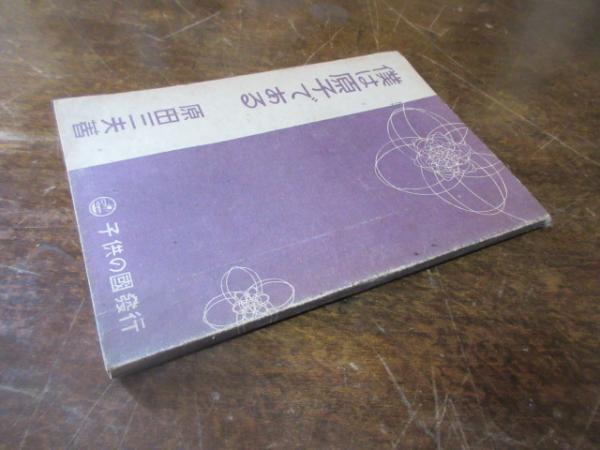 僕は原子である
原田三夫著
子供の國發行